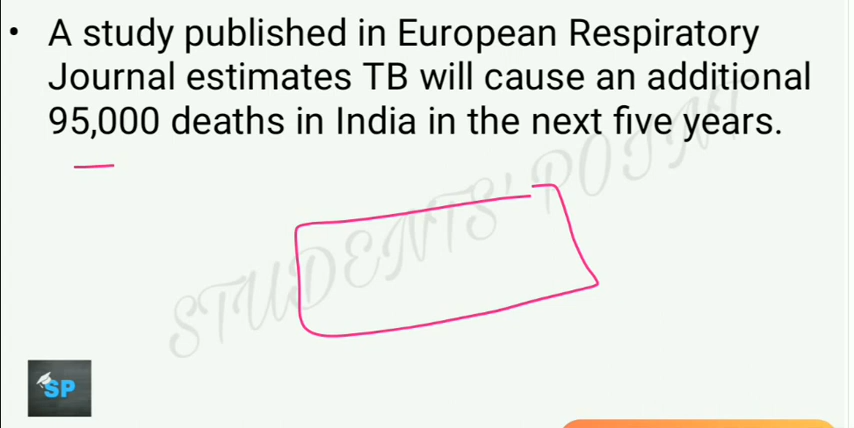 • A study published in European Respiratory
Journal estimates TB will cause an additional
95,000 deaths in India in the next five years.
STUDENTS' POINT
SP